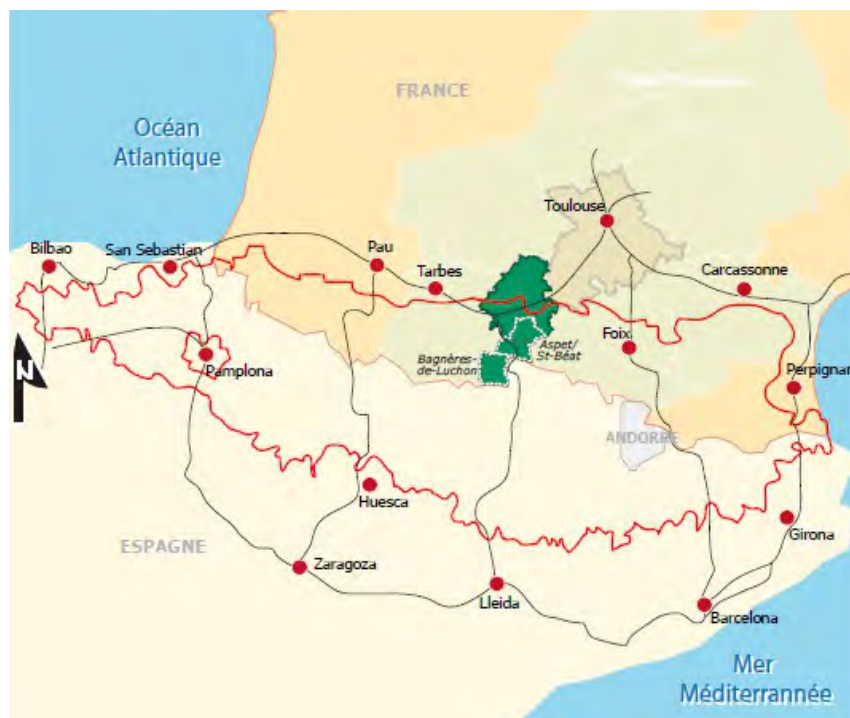 FRANCE
Océan
Atlantique
Toulouse
Bilbao
San Sebastian
Pau
Tarbes
Carcassonne
Foix
Aspet/
St-Béat
Bagnères-
de-Luchon
N
Pamplona
Perpignan
ANDORRE
Huesca
Girona
ESPAGNE
Zaragoza
Lleida
Barcelona
Mer
Méditerrannée